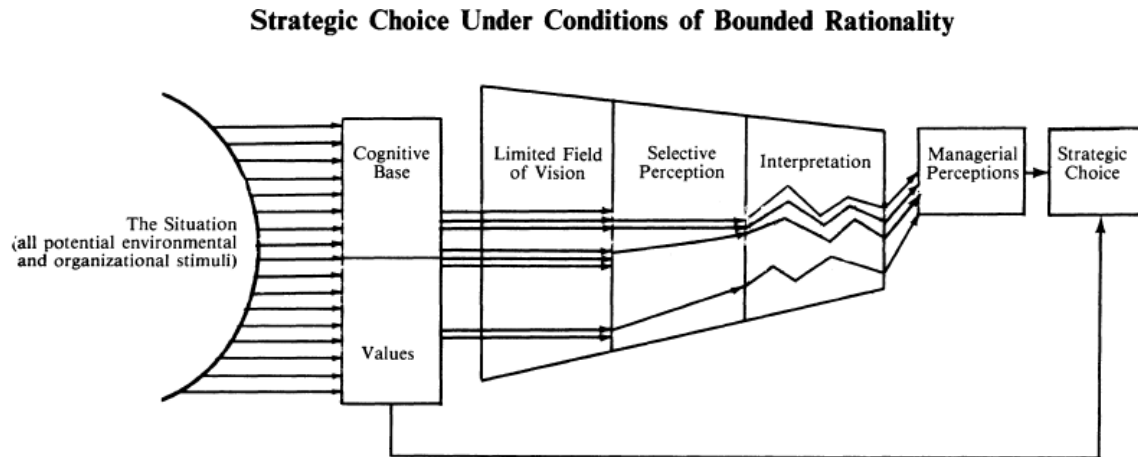 Strategic Choice Under Conditions of Bounded Rationality
The Situation
(all potential environmental
and organizational stimuli)
Cognitive
Base
Values
Limited Field
of Vision
Selective
Perception
Interpretation
Managerial
Perceptions
Strategic
Choice